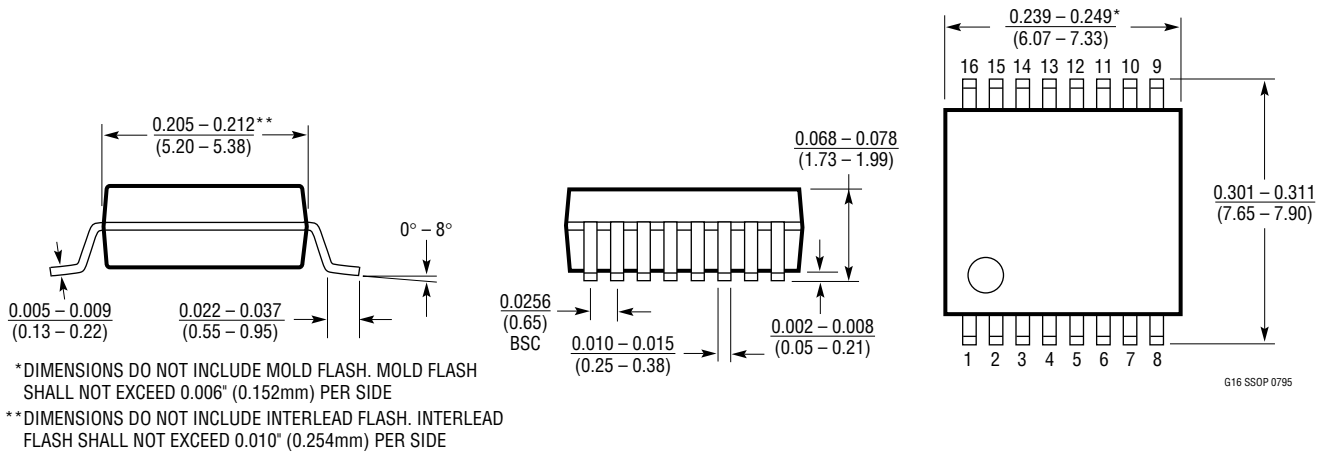 0.205 – 0.212**
(5.20 – 5.38)
0° – 8°
0.005 – 0.009
(0.13 – 0.22)
0.022 – 0.037
(0.55 – 0.95)
*DIMENSIONS DO NOT INCLUDE MOLD FLASH. MOLD FLASH
SHALL NOT EXCEED 0.006" (0.152mm) PER SIDE
**DIMENSIONS DO NOT INCLUDE INTERLEAD FLASH. INTERLEAD
FLASH SHALL NOT EXCEED 0.010" (0.254mm) PER SIDE
0.068 – 0.078
(1.73 – 1.99)
0.0256
(0.65)
BSC
0.010 – 0.015
(0.25 – 0.38)
0.002 – 0.008
(0.05 – 0.21)
0.239 – 0.249*
(6.07 – 7.33)
16 15 14 13 12 11 10 9
0.301 – 0.311
(7.65 – 7.90)
1 2 3 4 5 6 7 8
G16 SSOP 0795